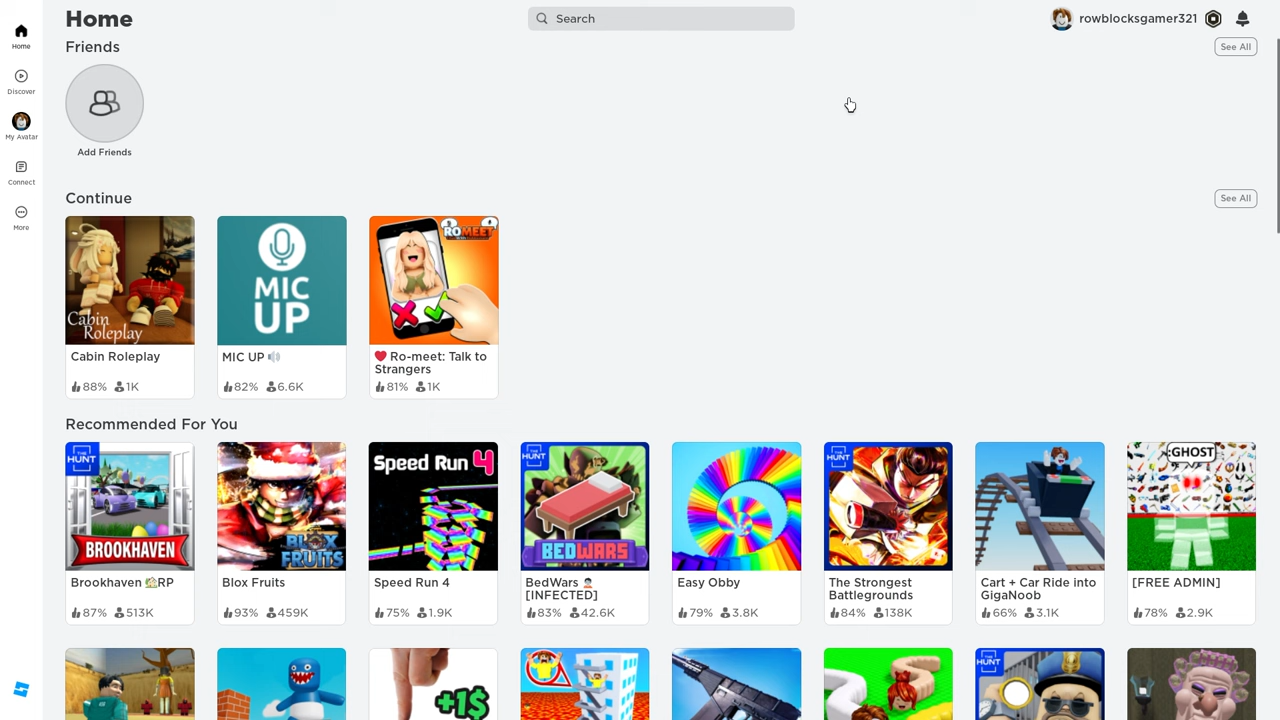 Home
Search
rowblocksgamer321
Home
Discover
My Avatar
Connect
More
Friends
See All
Add Friends
Continue
See All
Cabin
Roleplay
MIC
UP
ROMEET
Cabin Roleplay
88% 1K
MIC UP 🔊
82% 6.6K
❤️ Ro-meet: Talk to
Strangers
81% 1K
Recommended For You
THE
HUNT
BROOKHAVEN
BLOX
FRUITS
Speed Run 4
THE
HUNT
BEDWARS
THE
HUNT
:GHOST
Brookhaven 🏡RP
87% 513K
Blox Fruits
93% 459K
Speed Run 4
75% 1.9K
BedWars
[INFECTED]
83% 42.6K
Easy Obby
79% 3.8K
The Strongest
Battlegrounds
84% 138K
Cart + Car Ride into
GigaNoob
66% 3.1K
[FREE ADMIN]
78% 2.9K
+1$
THE
HUNT